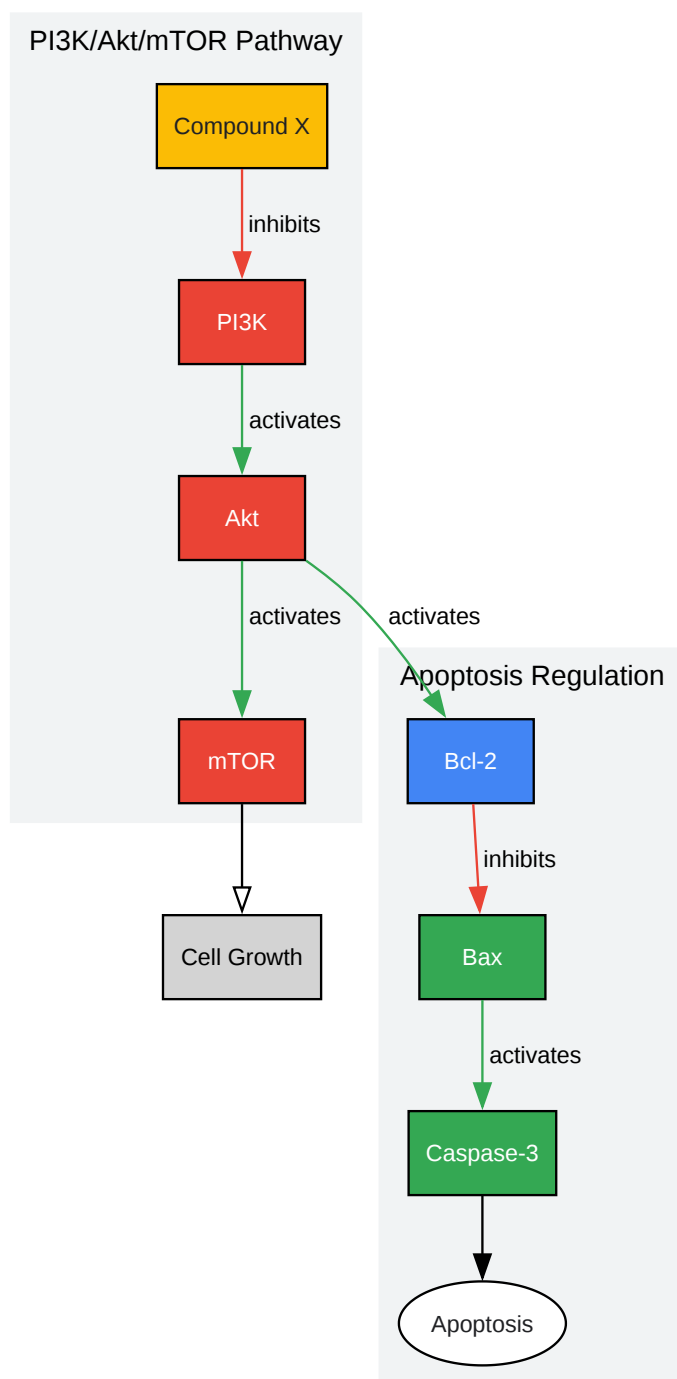 PI3K/Akt/mTOR Pathway
Compound X
inhibits
PI3K
activates
Akt
activates
activates
Apoptosis Regulation
mTOR
Bcl-2
inhibits
Cell Growth
Bax
activates
Caspase-3
Apoptosis